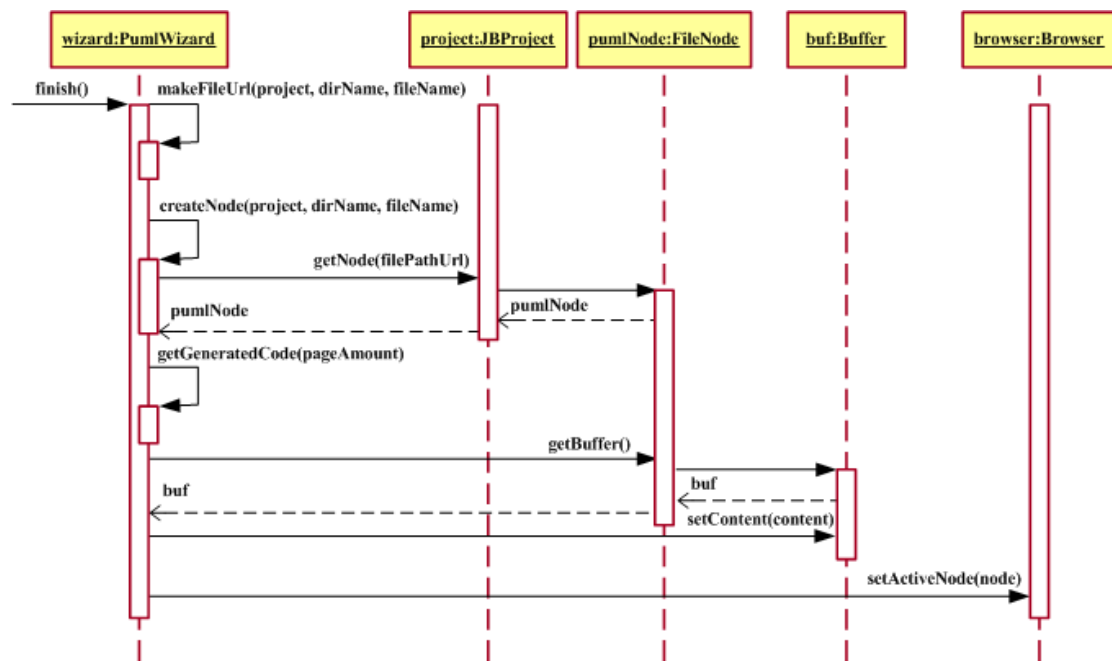 wizard:PumlWizard
project:JBProject
pumlNode:FileNode
buf:Buffer
browser:Browser
finish()
makeFileUrl(project, dirName, fileName)
createNode(project, dirName, fileName)
getNode(filePathUrl)
pumlNode
pumlNode
getGeneratedCode(pageAmount)
getBuffer()
buf
buf
setContent(content)
setActiveNode(node)